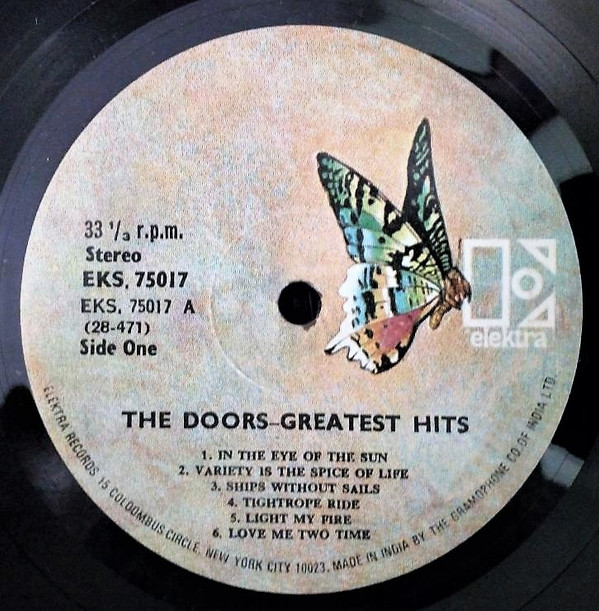 33 1/3 r.p.m.
Stereo
EKS. 75017
EKS. 75017 A
(28-471)
Side One
elektra
THE DOORS-GREATEST HITS
1. IN THE EYE OF THE SUN
2. VARIETY IS THE SPICE OF LIFE
3. SHIPS WITHOUT SAILS
4. TIGHTROPE RIDE
5. LIGHT MY FIRE
6. LOVE ME TWO TIME
ELEKTRA RECORDS 15 COLOOMBUS CIRCLE, NEW YORK CITY 10023. MADE IN INDIA BY THE GRAMOPHONE CO. OF INDIA LTD.